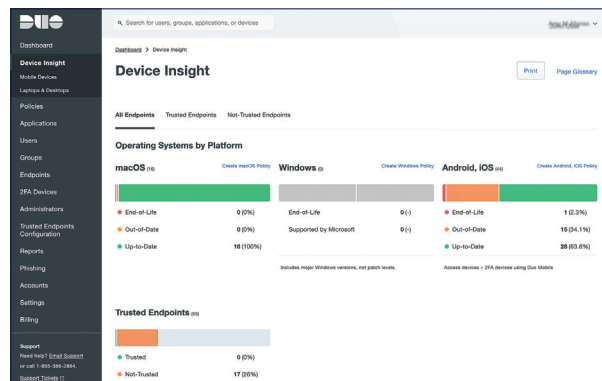 DUO
Search for users, groups, applications, or devices
Dashboard
Device Insight
Mobile Devices
Laptops & Desktops
Policies
Applications
Users
Groups
Endpoints
2FA Devices
Administrators
Trusted Endpoints
Configuration
Reports
Phishing
Accounts
Settings
Billing
Support
Need help? Email Support
or call 1-855-386-2884.
Support Tickets
Dashboard > Device Insight
Device Insight
Print
Page Glossary
All Endpoints Trusted Endpoints Not-Trusted Endpoints
Operating Systems by Platform
macOS (16) Create macOS Policy
End-of-Life 0 (0%)
Out-of-Date 0 (0%)
Up-to-Date 16 (100%)
Windows (0) Create Windows Policy
End-of-Life 0 (-)
Supported by Microsoft 0 (-)
Includes major Windows versions, not patch levels.
Android, iOS (44) Create Android, iOS Policy
End-of-Life 1 (2.3%)
Out-of-Date 15 (34.1%)
Up-to-Date 28 (63.6%)
Access devices + 2FA devices using Duo Mobile
Trusted Endpoints
Trusted 0 (0%)
Not-Trusted 17 (26%)